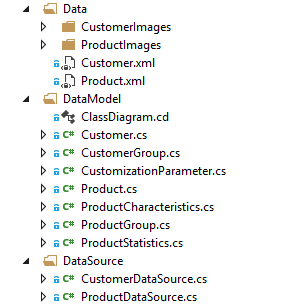 Data
CustomerImages
ProductImages
Customer.xml
Product.xml
DataModel
ClassDiagram.cd
C# Customer.cs
C# CustomerGroup.cs
C# CustomizationParameter.cs
C# Product.cs
C# ProductCharacteristics.cs
C# ProductGroup.cs
C# ProductStatistics.cs
DataSource
C# CustomerDataSource.cs
C# ProductDataSource.cs